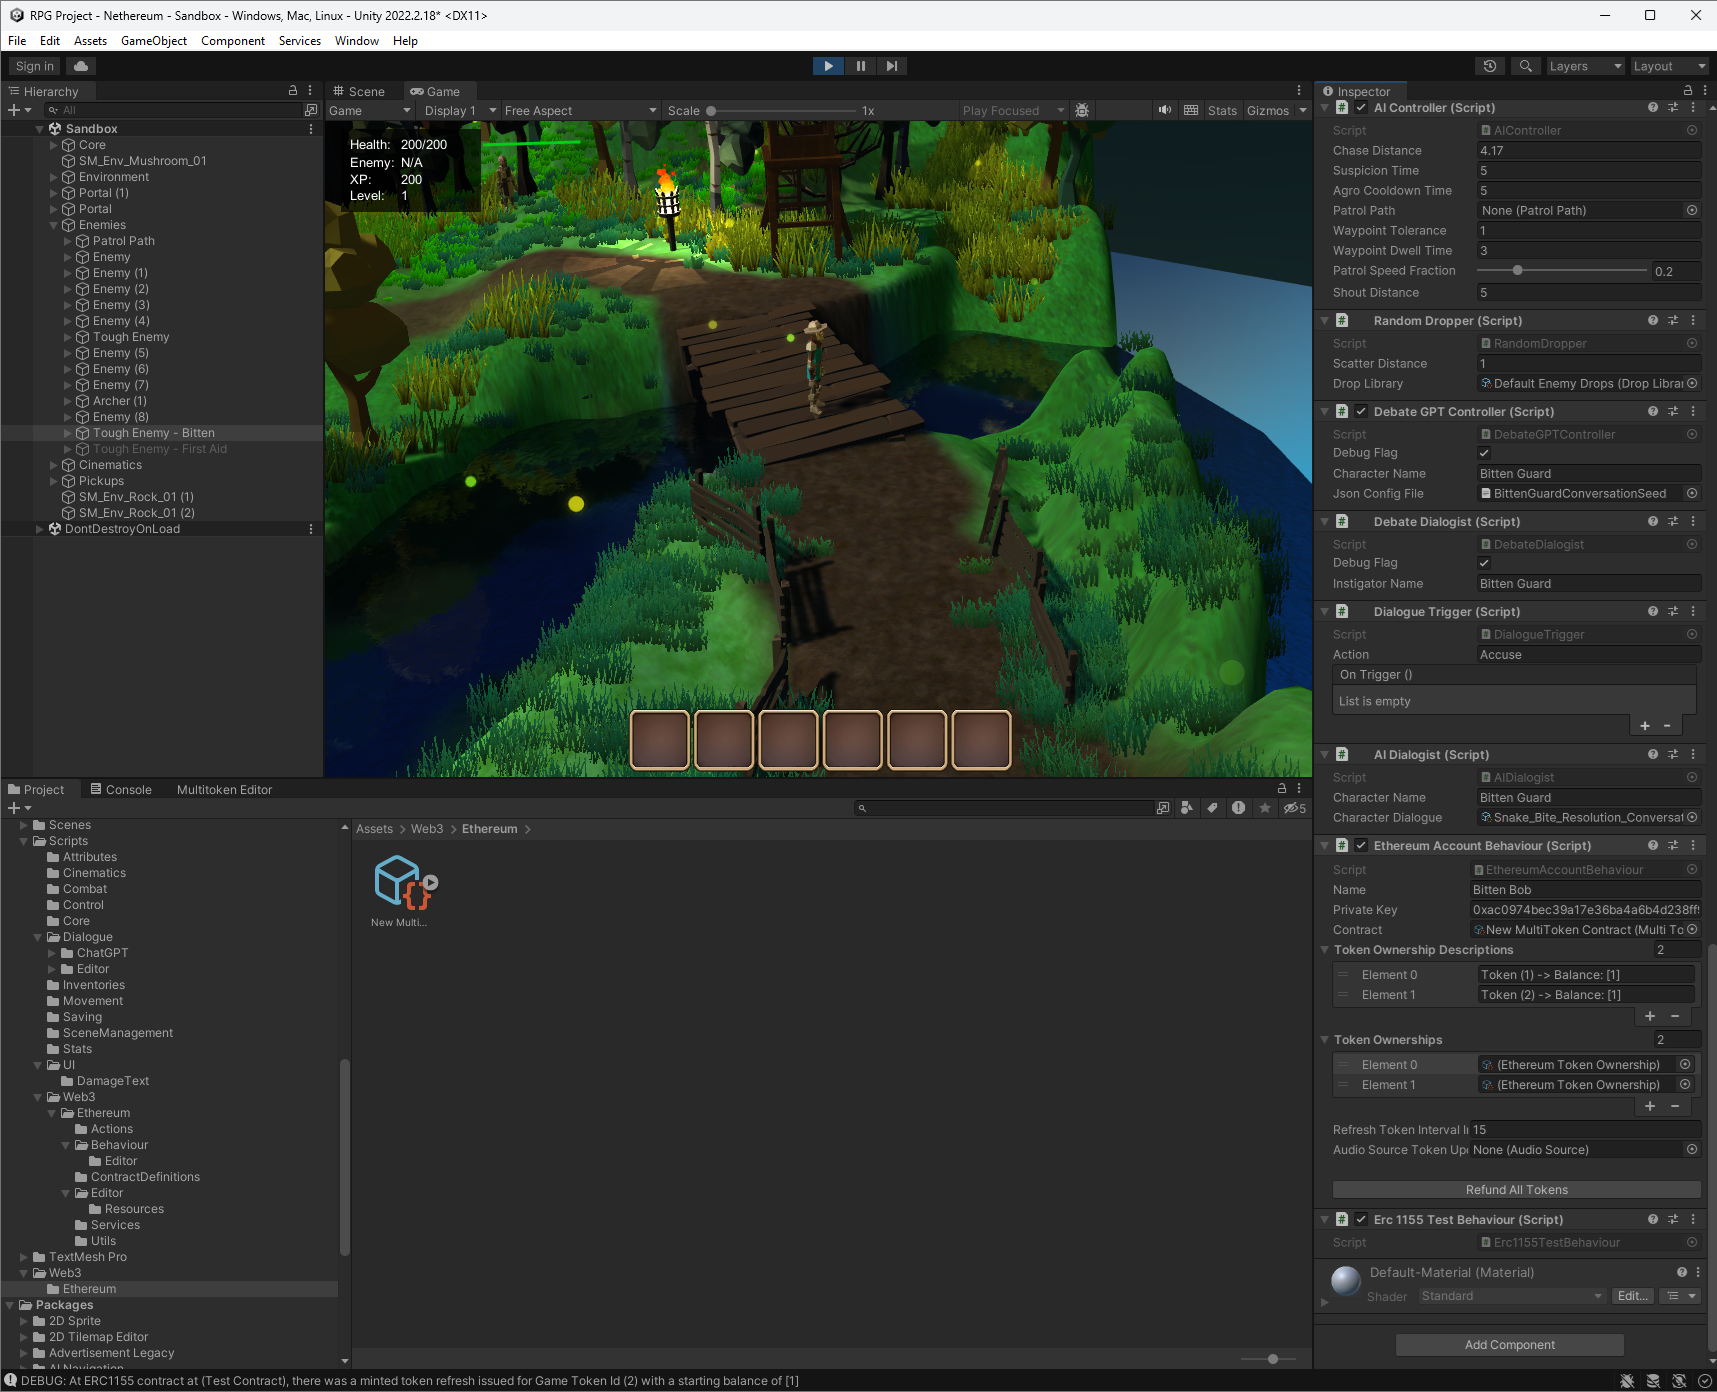 RPG Project - Nethereum - Sandbox - Windows, Mac, Linux - Unity 2022.2.18* <DX11>
File Edit Assets GameObject Component Services Window Help
Sign in
Layers Layout
Hierarchy
All
Sandbox
Core
SM_Env_Mushroom_01
Environment
Portal (1)
Portal
Enemies
Patrol Path
Enemy
Enemy (1)
Enemy (2)
Enemy (3)
Enemy (4)
Tough Enemy
Enemy (5)
Enemy (6)
Enemy (7)
Archer (1)
Enemy (8)
Tough Enemy - Bitten
Tough Enemy - First Aid
Cinematics
Pickups
SM_Env_Rock_01 (1)
SM_Env_Rock_01 (2)
DontDestroyOnLoad
Scene Game
Game Display 1 Free Aspect Scale 1x Play Focused Stats Gizmos
Health: 200/200
Enemy: N/A
XP: 200
Level: 1
Project Console Multitoken Editor
5
Scenes
Scripts
Attributes
Cinematics
Combat
Control
Core
Dialogue
ChatGPT
Editor
Inventories
Movement
Saving
SceneManagement
Stats
UI
DamageText
Web3
Ethereum
Actions
Behaviour
Editor
ContractDefinitions
Editor
Resources
Services
Utils
TextMesh Pro
Web3
Ethereum
Packages
2D Sprite
2D Tilemap Editor
Advertisement Legacy
AI Navigation
Assets > Web3 > Ethereum >
New Multi...
Inspector
AI Controller (Script)
Script AIController
Chase Distance 4.17
Suspicion Time 5
Agro Cooldown Time 5
Patrol Path None (Patrol Path)
Waypoint Tolerance 1
Waypoint Dwell Time 3
Patrol Speed Fraction 0.2
Shout Distance 5
Random Dropper (Script)
Script RandomDropper
Scatter Distance 1
Drop Library Default Enemy Drops (Drop Librar
Debate GPT Controller (Script)
Script DebateGPTController
Debug Flag
Character Name Bitten Guard
Json Config File BittenGuardConversationSeed
Debate Dialogist (Script)
Script DebateDialogist
Debug Flag
Instigator Name Bitten Guard
Dialogue Trigger (Script)
Script DialogueTrigger
Action Accuse
On Trigger ()
List is empty
+ -
AI Dialogist (Script)
Script AIDialogist
Character Name Bitten Guard
Character Dialogue Snake_Bite_Resolution_Conversat
Ethereum Account Behaviour (Script)
Script EthereumAccountBehaviour
Name Bitten Bob
Private Key 0xac0974bec39a17e36ba4a6b4d238ff9
Contract New MultiToken Contract (Multi To
Token Ownership Descriptions 2
Element 0 Token (1) -> Balance: [1]
Element 1 Token (2) -> Balance: [1]
+ -
Token Ownerships 2
Element 0 (Ethereum Token Ownership)
Element 1 (Ethereum Token Ownership)
+ -
Refresh Token Interval I 15
Audio Source Token Up None (Audio Source)
Refund All Tokens
Erc 1155 Test Behaviour (Script)
Script Erc1155TestBehaviour
Default-Material (Material)
Shader Standard Edit...
Add Component
DEBUG: At ERC1155 contract at (Test Contract), there was a minted token refresh issued for Game Token Id (2) with a starting balance of [1]